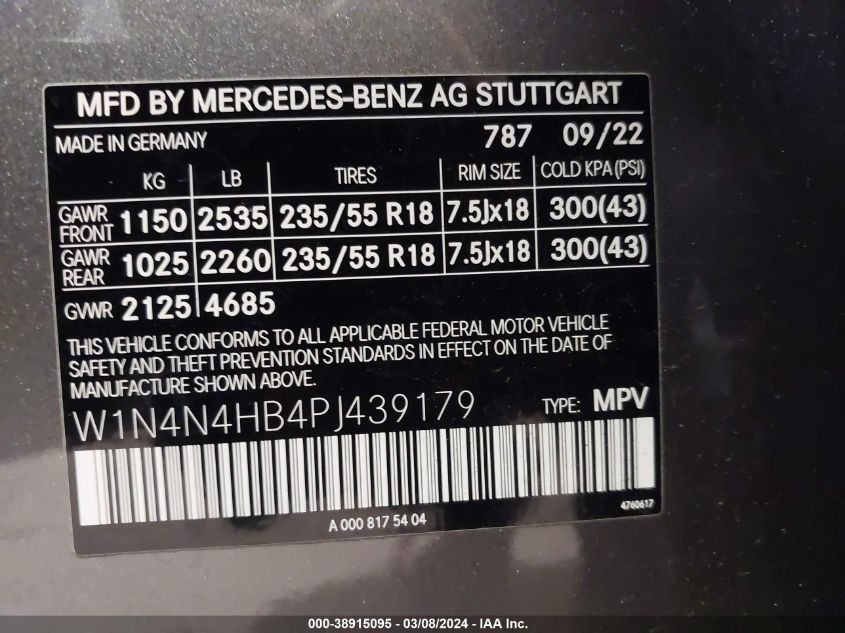 MFD BY MERCEDES-BENZ AG STUTTGART
MADE IN GERMANY 787 09/22
KG LB TIRES RIM SIZE COLD KPA (PSI)
GAWR FRONT 1150 2535 235/55 R18 7.5Jx18 300(43)
GAWR REAR 1025 2260 235/55 R18 7.5Jx18 300(43)
GVWR 2125 4685
THIS VEHICLE CONFORMS TO ALL APPLICABLE FEDERAL MOTOR VEHICLE
SAFETY AND THEFT PREVENTION STANDARDS IN EFFECT ON THE DATE OF
MANUFACTURE SHOWN ABOVE.
W1N4N4HB4PJ439179 TYPE: MPV
A 000 817 54 04
4760617
000-38915095 - 03/08/2024 - IAA Inc.